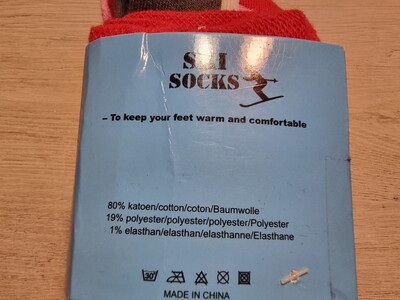 SKI
SOCKS
-- To keep your feet warm and comfortable
80% katoen/cotton/coton/Baumwolle
19% polyester/polyester/polyester/Polyester
1% elasthan/elasthan/elasthanne/Elasthane
30°
MADE IN CHINA